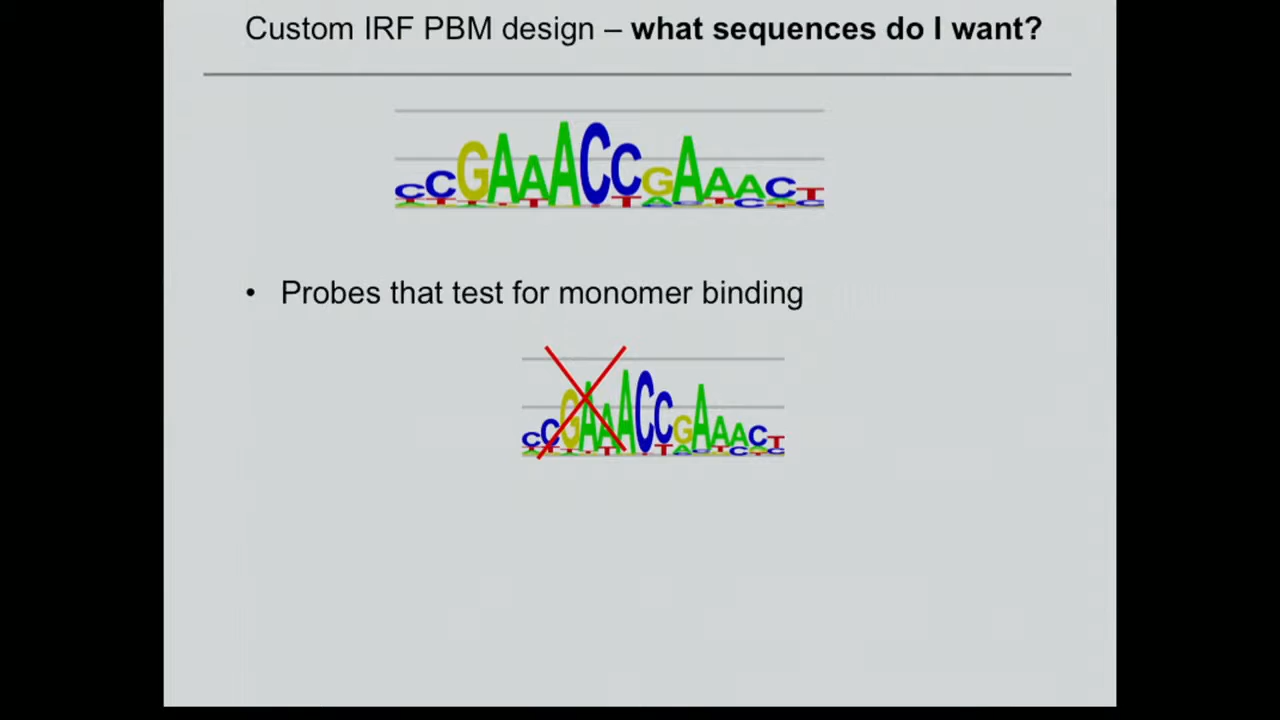 Custom IRF PBM design – what sequences do I want?
CCGAAACCGAAACT
• Probes that test for monomer binding
CCGAAACCGAAACT